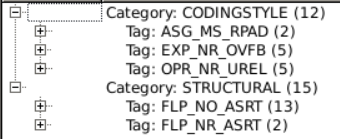 Category: CODINGSTYLE (12)
Tag: ASG_MS_RPAD (2)
Tag: EXP_NR_OVFB (5)
Tag: OPR_NR_UREL (5)
Category: STRUCTURAL (15)
Tag: FLP_NO_ASRT (13)
Tag: FLP_NR_ASRT (2)